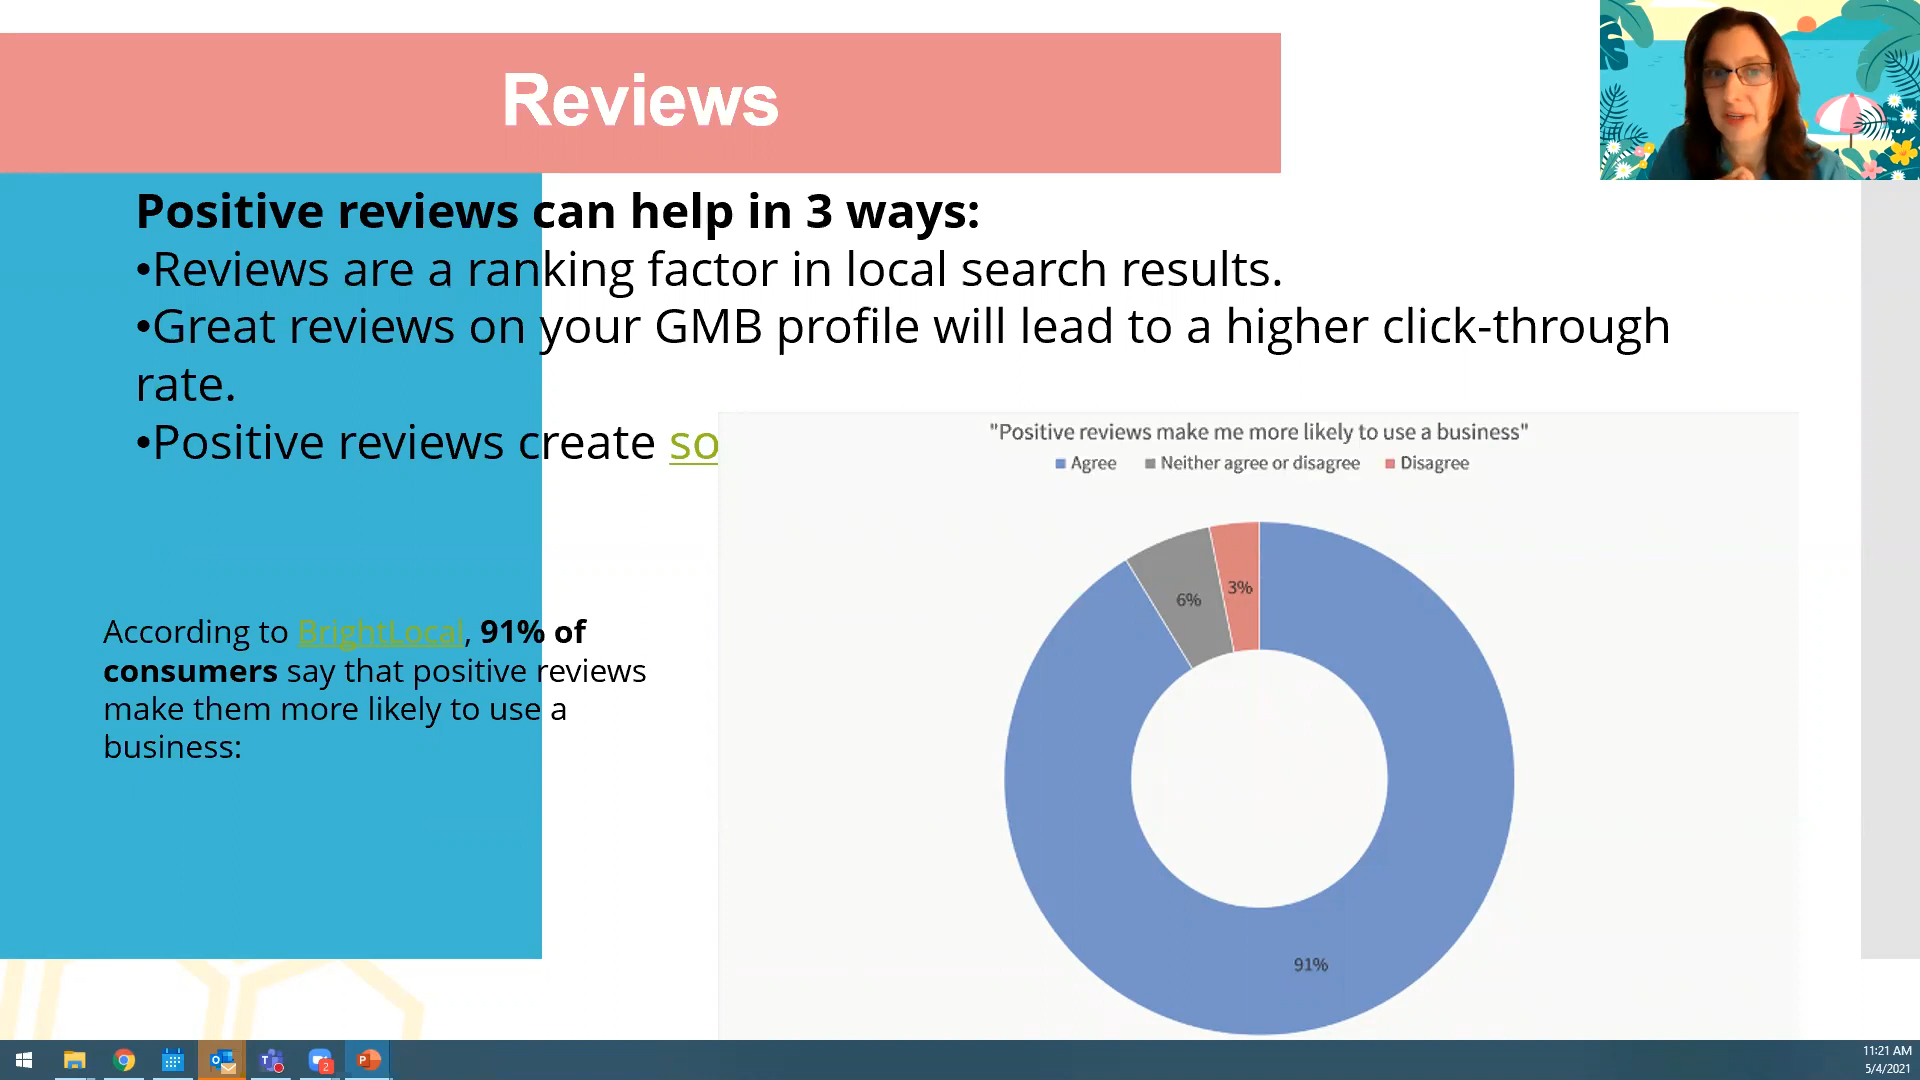 Reviews
Positive reviews can help in 3 ways:
•Reviews are a ranking factor in local search results.
•Great reviews on your GMB profile will lead to a higher click-through
rate.
•Positive reviews create so
"Positive reviews make me more likely to use a business"
Agree Neither agree or disagree Disagree
3%
6%
According to BrightLocal, 91% of
consumers say that positive reviews
make them more likely to use a
business:
91%
11:21 AM
5/4/2021
2